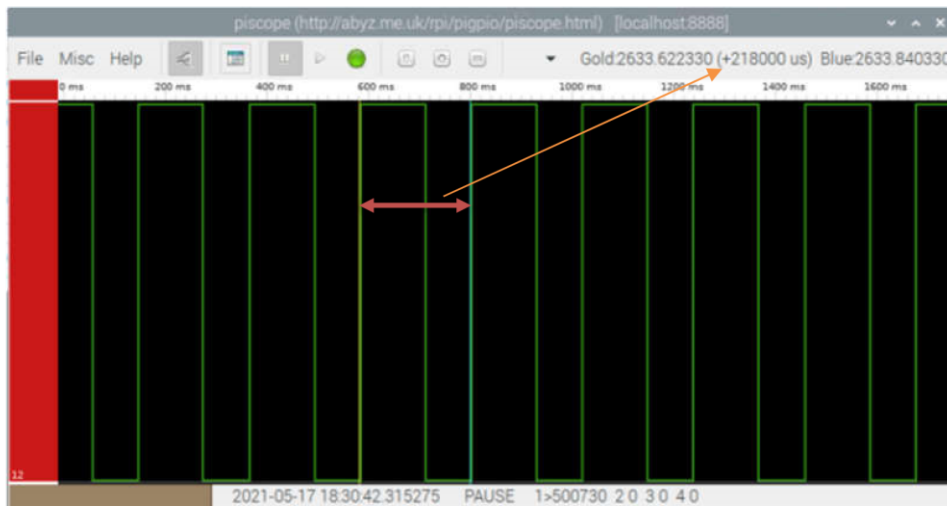 piscope (http://abyz.me.uk/rpi/pigpio/piscope.html) [localhost:8888]
File Misc Help Gold:2633.622330 (+218000 us) Blue:2633.840330
0 ms 200 ms 400 ms 600 ms 800 ms 1000 ms 1200 ms 1400 ms 1600 ms
12
2021-05-17 18:30:42.315275 PAUSE 1>500730 2 0 3 0 4 0